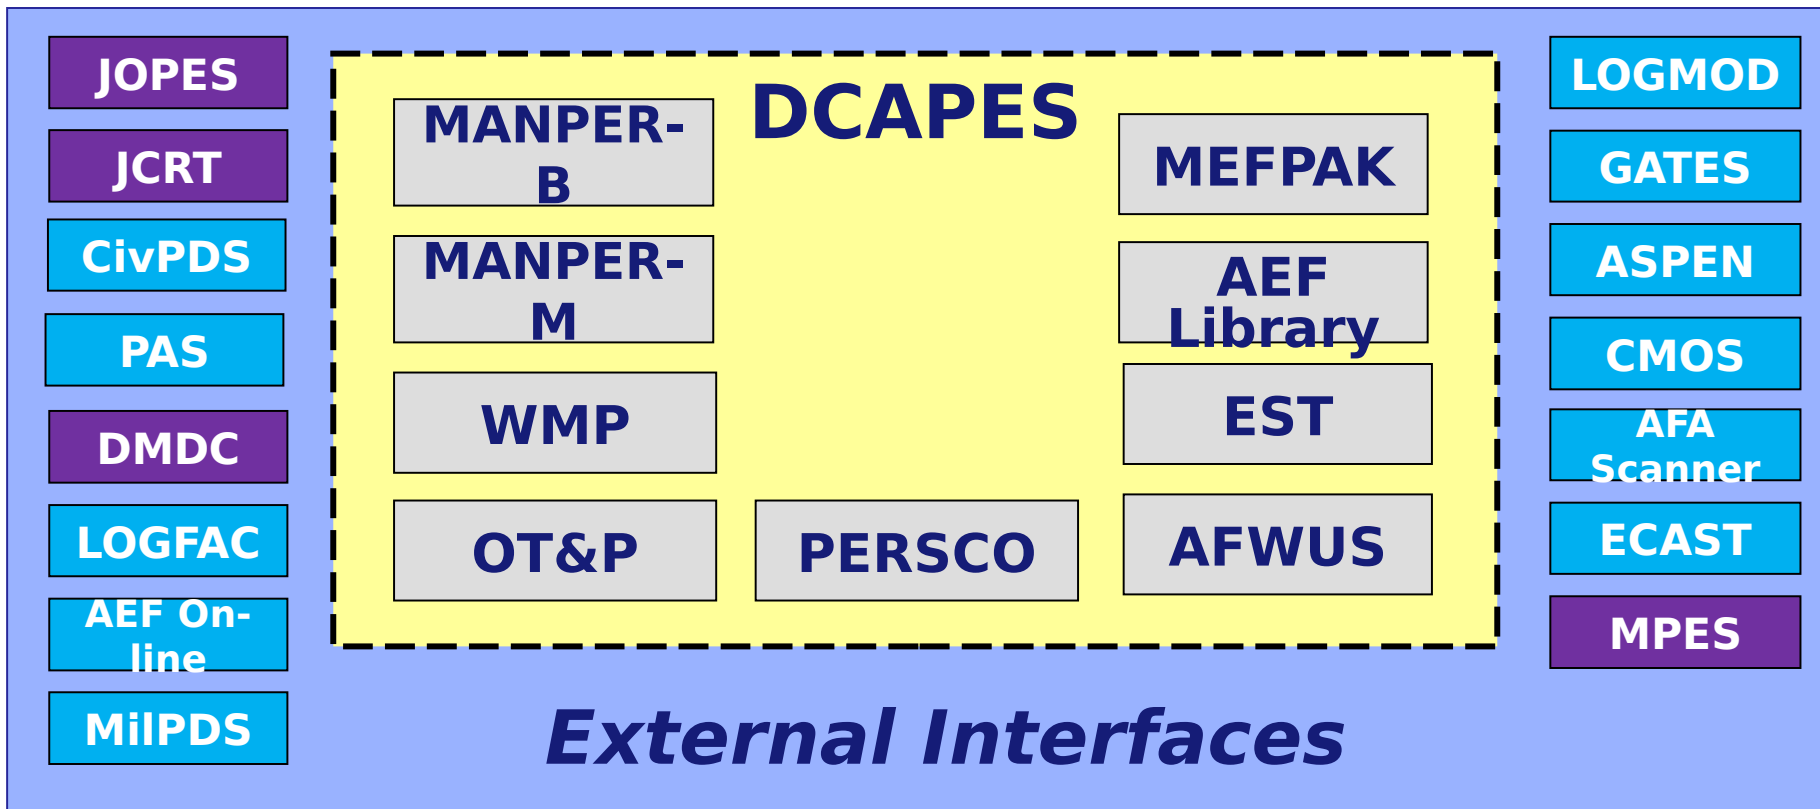 JOPES
JCRT
CivPDS
PAS
DMDC
LOGFAC
AEF On-
line
MilPDS
DCAPES
MANPER-
B
MANPER-
M
WMP
OT&P
PERSCO
MEFPAK
AEF
Library
EST
AFWUS
LOGMOD
GATES
ASPEN
CMOS
AFA
Scanner
ECAST
MPES
External Interfaces